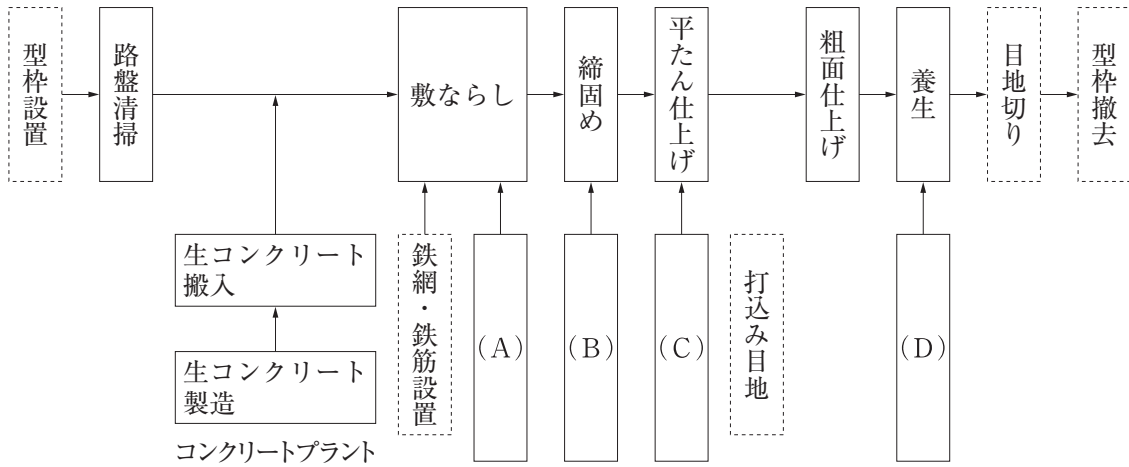 型枠設置
路盤清掃
敷ならし
締固め
平たん仕上げ
粗面仕上げ
養生
目地切り
型枠撤去
生コンクリート
搬入
生コンクリート
製造
コンクリートプラント
鉄網・鉄筋設置
(A)
(B)
(C)
打込み目地
(D)